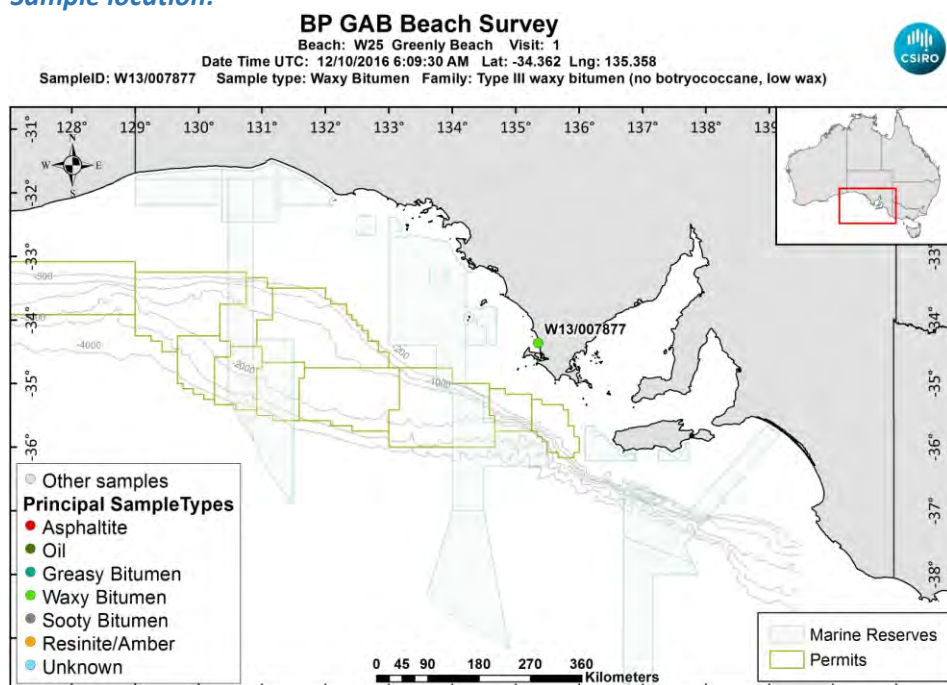 Sample location:
BP GAB Beach Survey
Beach: W25 Greenly Beach Visit: 1
Date Time UTC: 12/10/2016 6:09:30 AM Lat: -34.362 Lng: 135.358
SampleID: W13/007877 Sample type: Waxy Bitumen Family: Type III waxy bitumen (no botryococcane, low wax)
CSIRO
128° 129° 130° 131° 132° 133° 134° 135° 136° 137° 138° 139
-31°
N
W E
S
-32°
-33°
-34°
-35°
-36°
-37°
-38°
-33°
-34°
-35°
-36°
-37°
-38°
-200
-1000
-2000
-4000
W13/007877
Other samples
Principal SampleTypes
Asphaltite
Oil
Greasy Bitumen
Waxy Bitumen
Sooty Bitumen
Resinite/Amber
Unknown
0 45 90 180 270 360
Kilometers
Marine Reserves
Permits